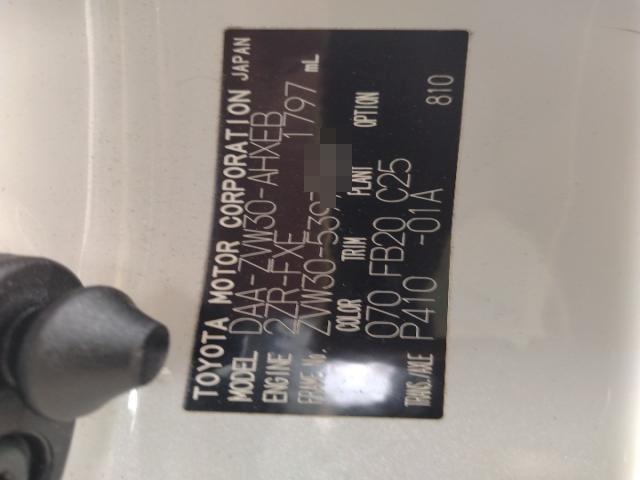 TOYOTA MOTOR CORPORATION JAPAN
MODEL DAA-ZVW30-AHXEB
ENGINE 2ZR-FXE 1797 mL
FRAME No. ZVW30-539
COLOR TRIM PLANT OPTION
070 FB20 C25
TRANS./AXLE P410 -01A 810